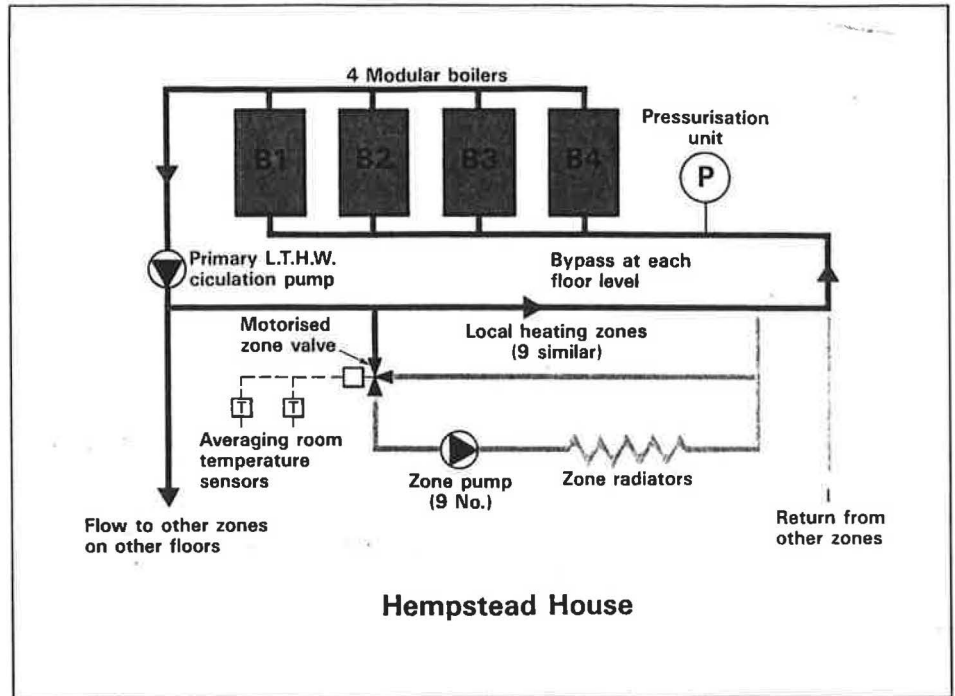 4 Modular boilers
B1
B2
B3
B4
Pressurisation
unit
P
Primary L.T.H.W.
ciculation pump
Bypass at each
floor level
Motorised
zone valve
Local heating zones
(9 similar)
T
T
Averaging room
temperature
sensors
Zone pump
(9 No.)
Zone radiators
Flow to other zones
on other floors
Return from
other zones
Hempstead House